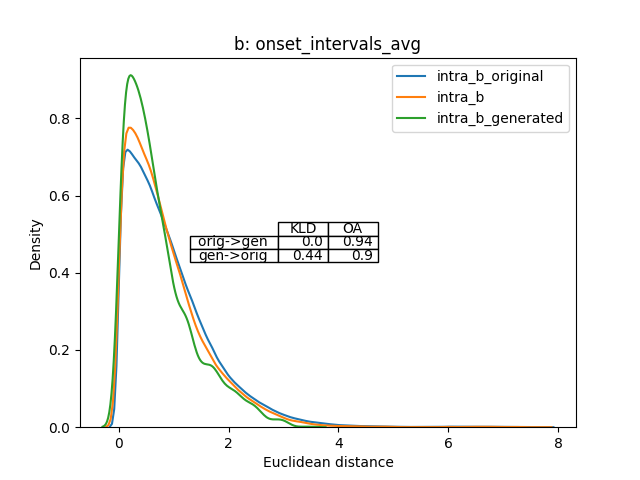 b: onset_intervals_avg
intra_b_original
intra_b
intra_b_generated
KLD OA
orig->gen 0.0 0.94
gen->orig 0.44 0.9
Density
0.8
0.6
0.4
0.2
0.0
0 2 4 6 8
Euclidean distance